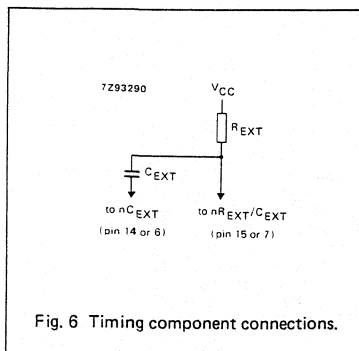 7Z93290
VCC
REXT
CEXT
to nCEXT
to nREXT/CEXT
(pin 14 or 6)
(pin 15 or 7)
Fig. 6 Timing component connections.